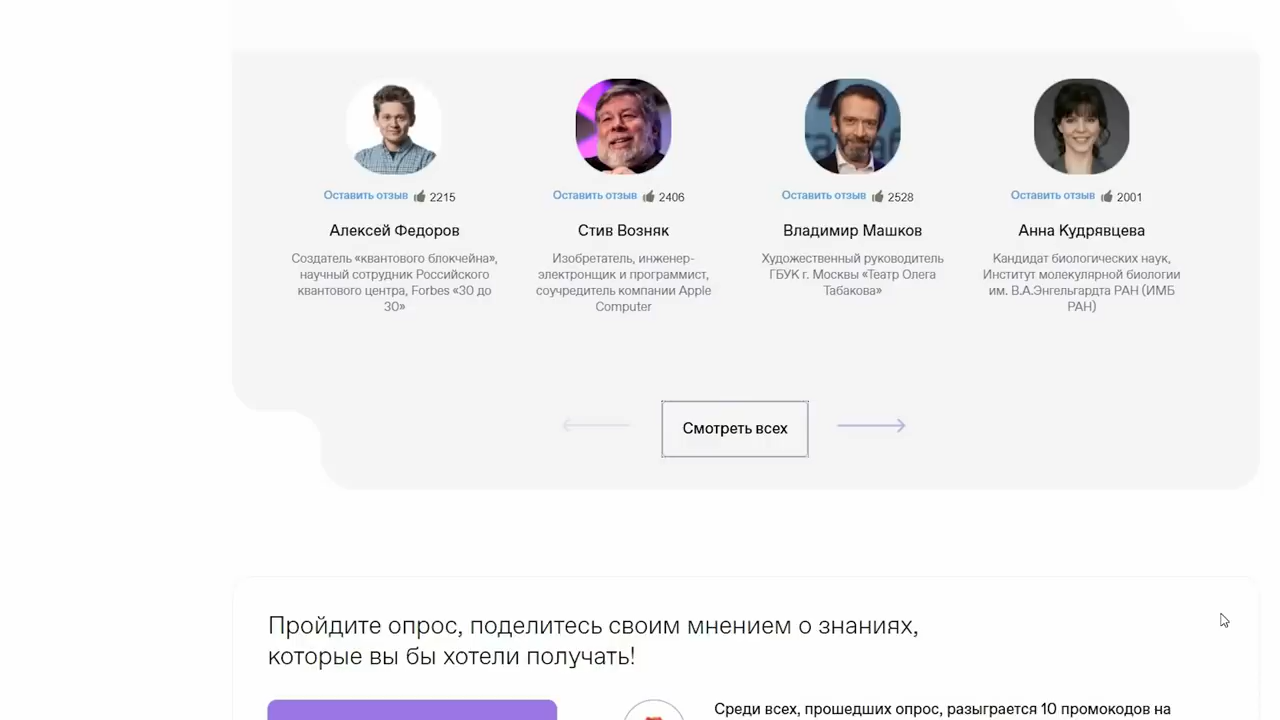 Оставить отзыв 2215
Оставить отзыв 2406
Оставить отзыв 2528
Оставить отзыв 2001
Алексей Федоров
Создатель «квантового блокчейна»,
научный сотрудник Российского
квантового центра, Forbes «30 до
30»
Стив Возняк
Изобретатель, инженер-
электронщик и программист,
соучредитель компании Apple
Computer
Владимир Машков
Художественный руководитель
ГБУК г. Москвы «Театр Олега
Табакова»
Анна Кудрявцева
Кандидат биологических наук,
Институт молекулярной биологии
им. В.А.Энгельгардта РАН (ИМБ
РАН)
Смотреть всех
Пройдите опрос, поделитесь своим мнением о знаниях,
которые вы бы хотели получать!
Среди всех, прошедших опрос, разыграется 10 промокодов на